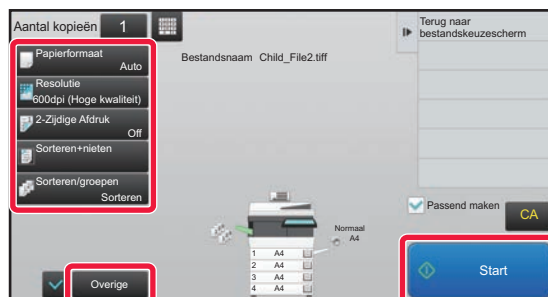 Aantal kopieën 1
Terug naar
bestandskeuzescherm
Bestandsnaam Child_File2.tiff
Papierformaat
Auto
Resolutie
600dpi (Hoge kwaliteit)
2-Zijdige Afdruk
Off
Sorteren+nieten
Sorteren/groepen
Sorteren
Passend maken
CA
Normaal
A4
1 A4
2 A4
3 A4
4 A4
Overige
Start